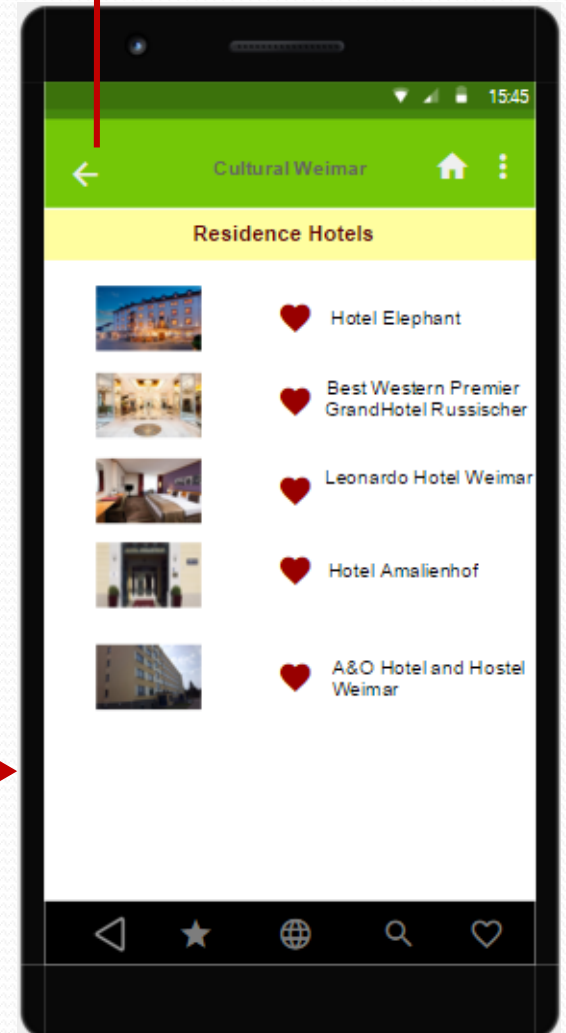 15:45
Cultural Weimar
Residence Hotels
Hotel Elephant
Best Western Premier
GrandHotel Russischer
Leonardo Hotel Weimar
Hotel Amalienhof
A&O Hotel and Hostel
Weimar